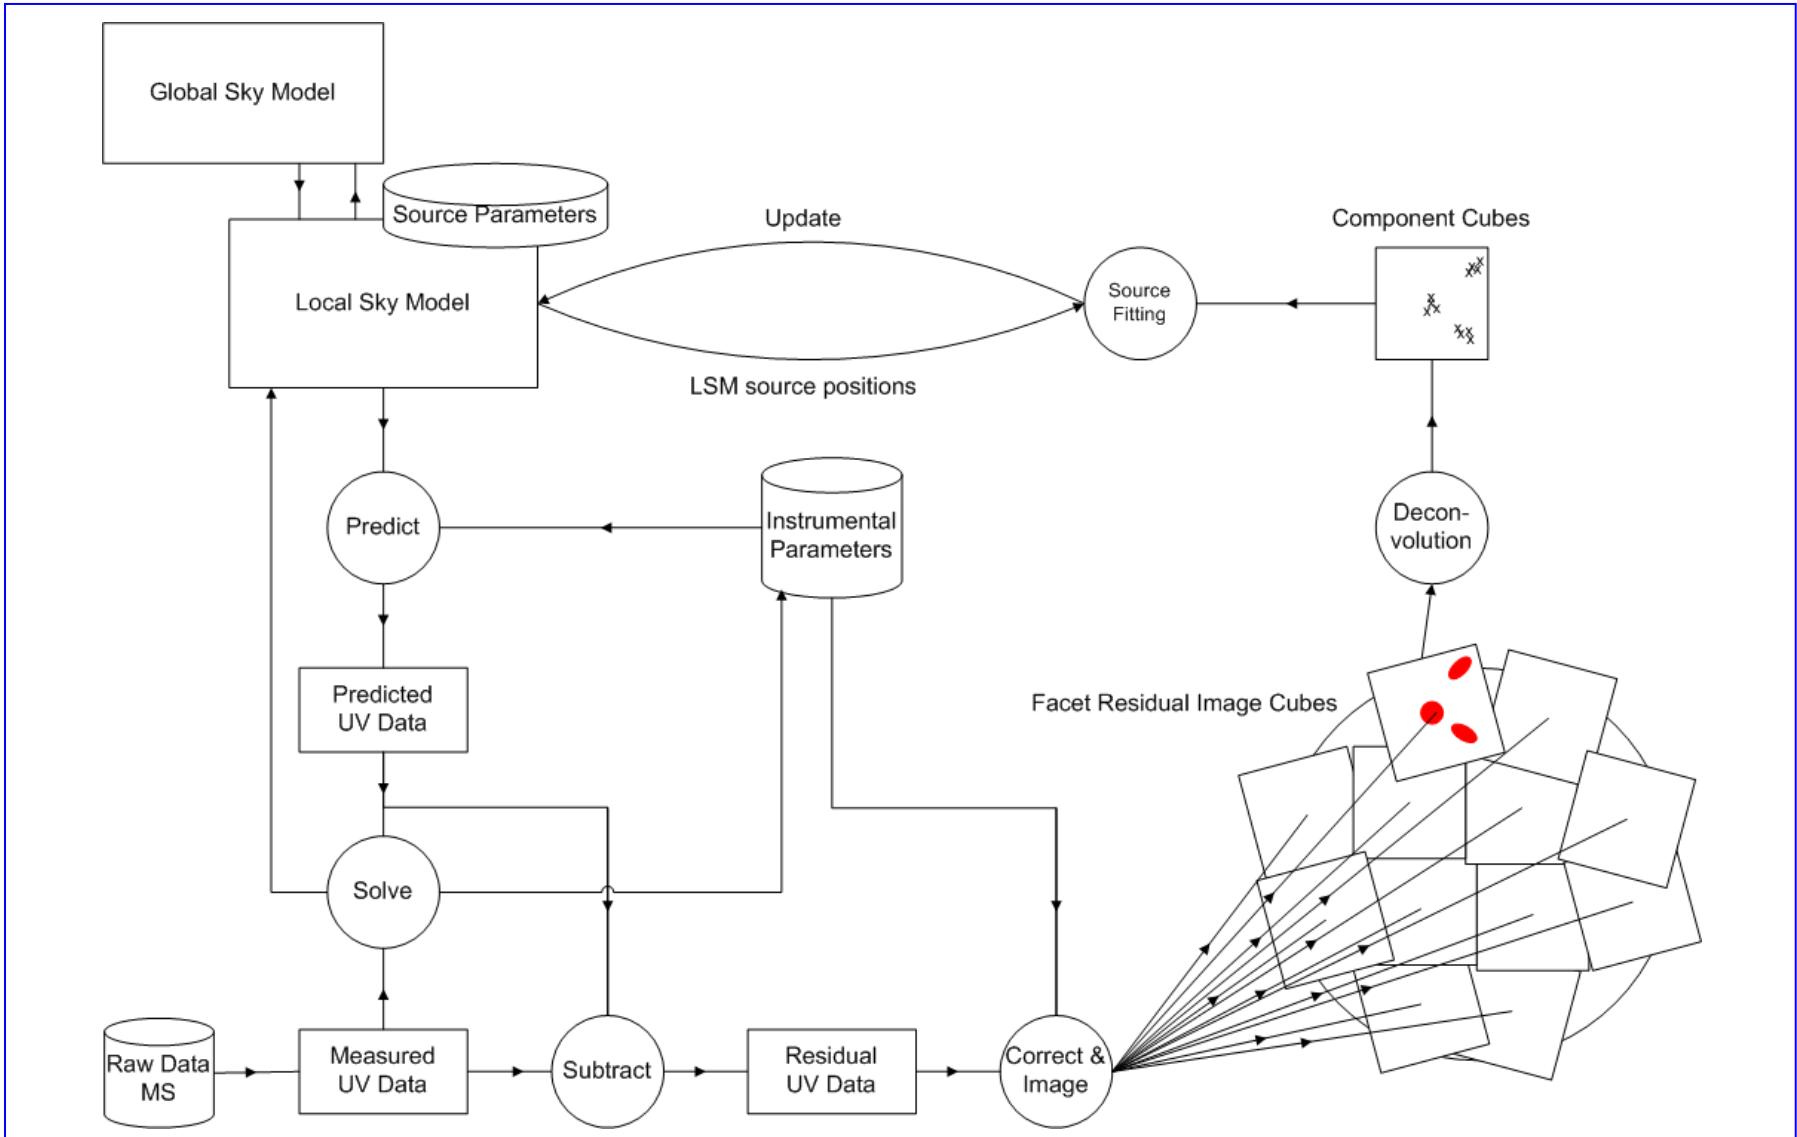 Global Sky Model
Source Parameters
Update
Component Cubes
Local Sky Model
Source
Fitting
LSM source positions
Predict
Instrumental
Parameters
Decon-
volution
Predicted
UV Data
Facet Residual Image Cubes
Solve
Raw Data
MS
Measured
UV Data
Subtract
Residual
UV Data
Correct &
Image